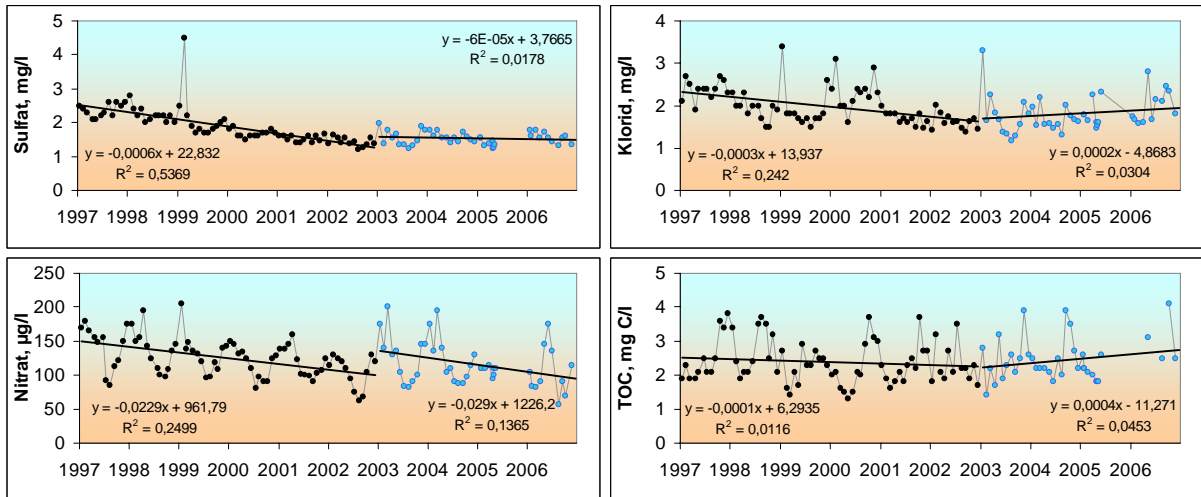 Sulfat, mg/l
5
4
3
2
1
0
y = -6E-05x + 3,7665
R² = 0,0178
y = -0,0006x + 22,832
R² = 0,5369
1997 1998 1999 2000 2001 2002 2003 2004 2005 2006
Klorid, mg/l
4
3
2
1
0
y = -0,0003x + 13,937
R² = 0,242
y = 0,0002x - 4,8683
R² = 0,0304
1997 1998 1999 2000 2001 2002 2003 2004 2005 2006
Nitrat, µg/l
250
200
150
100
50
0
y = -0,0229x + 961,79
R² = 0,2499
y = -0,029x + 1226,2
R² = 0,1365
1997 1998 1999 2000 2001 2002 2003 2004 2005 2006
TOC, mg C/l
5
4
3
2
1
0
y = -0,0001x + 6,2935
R² = 0,0116
y = 0,0004x - 11,271
R² = 0,0453
1997 1998 1999 2000 2001 2002 2003 2004 2005 2006